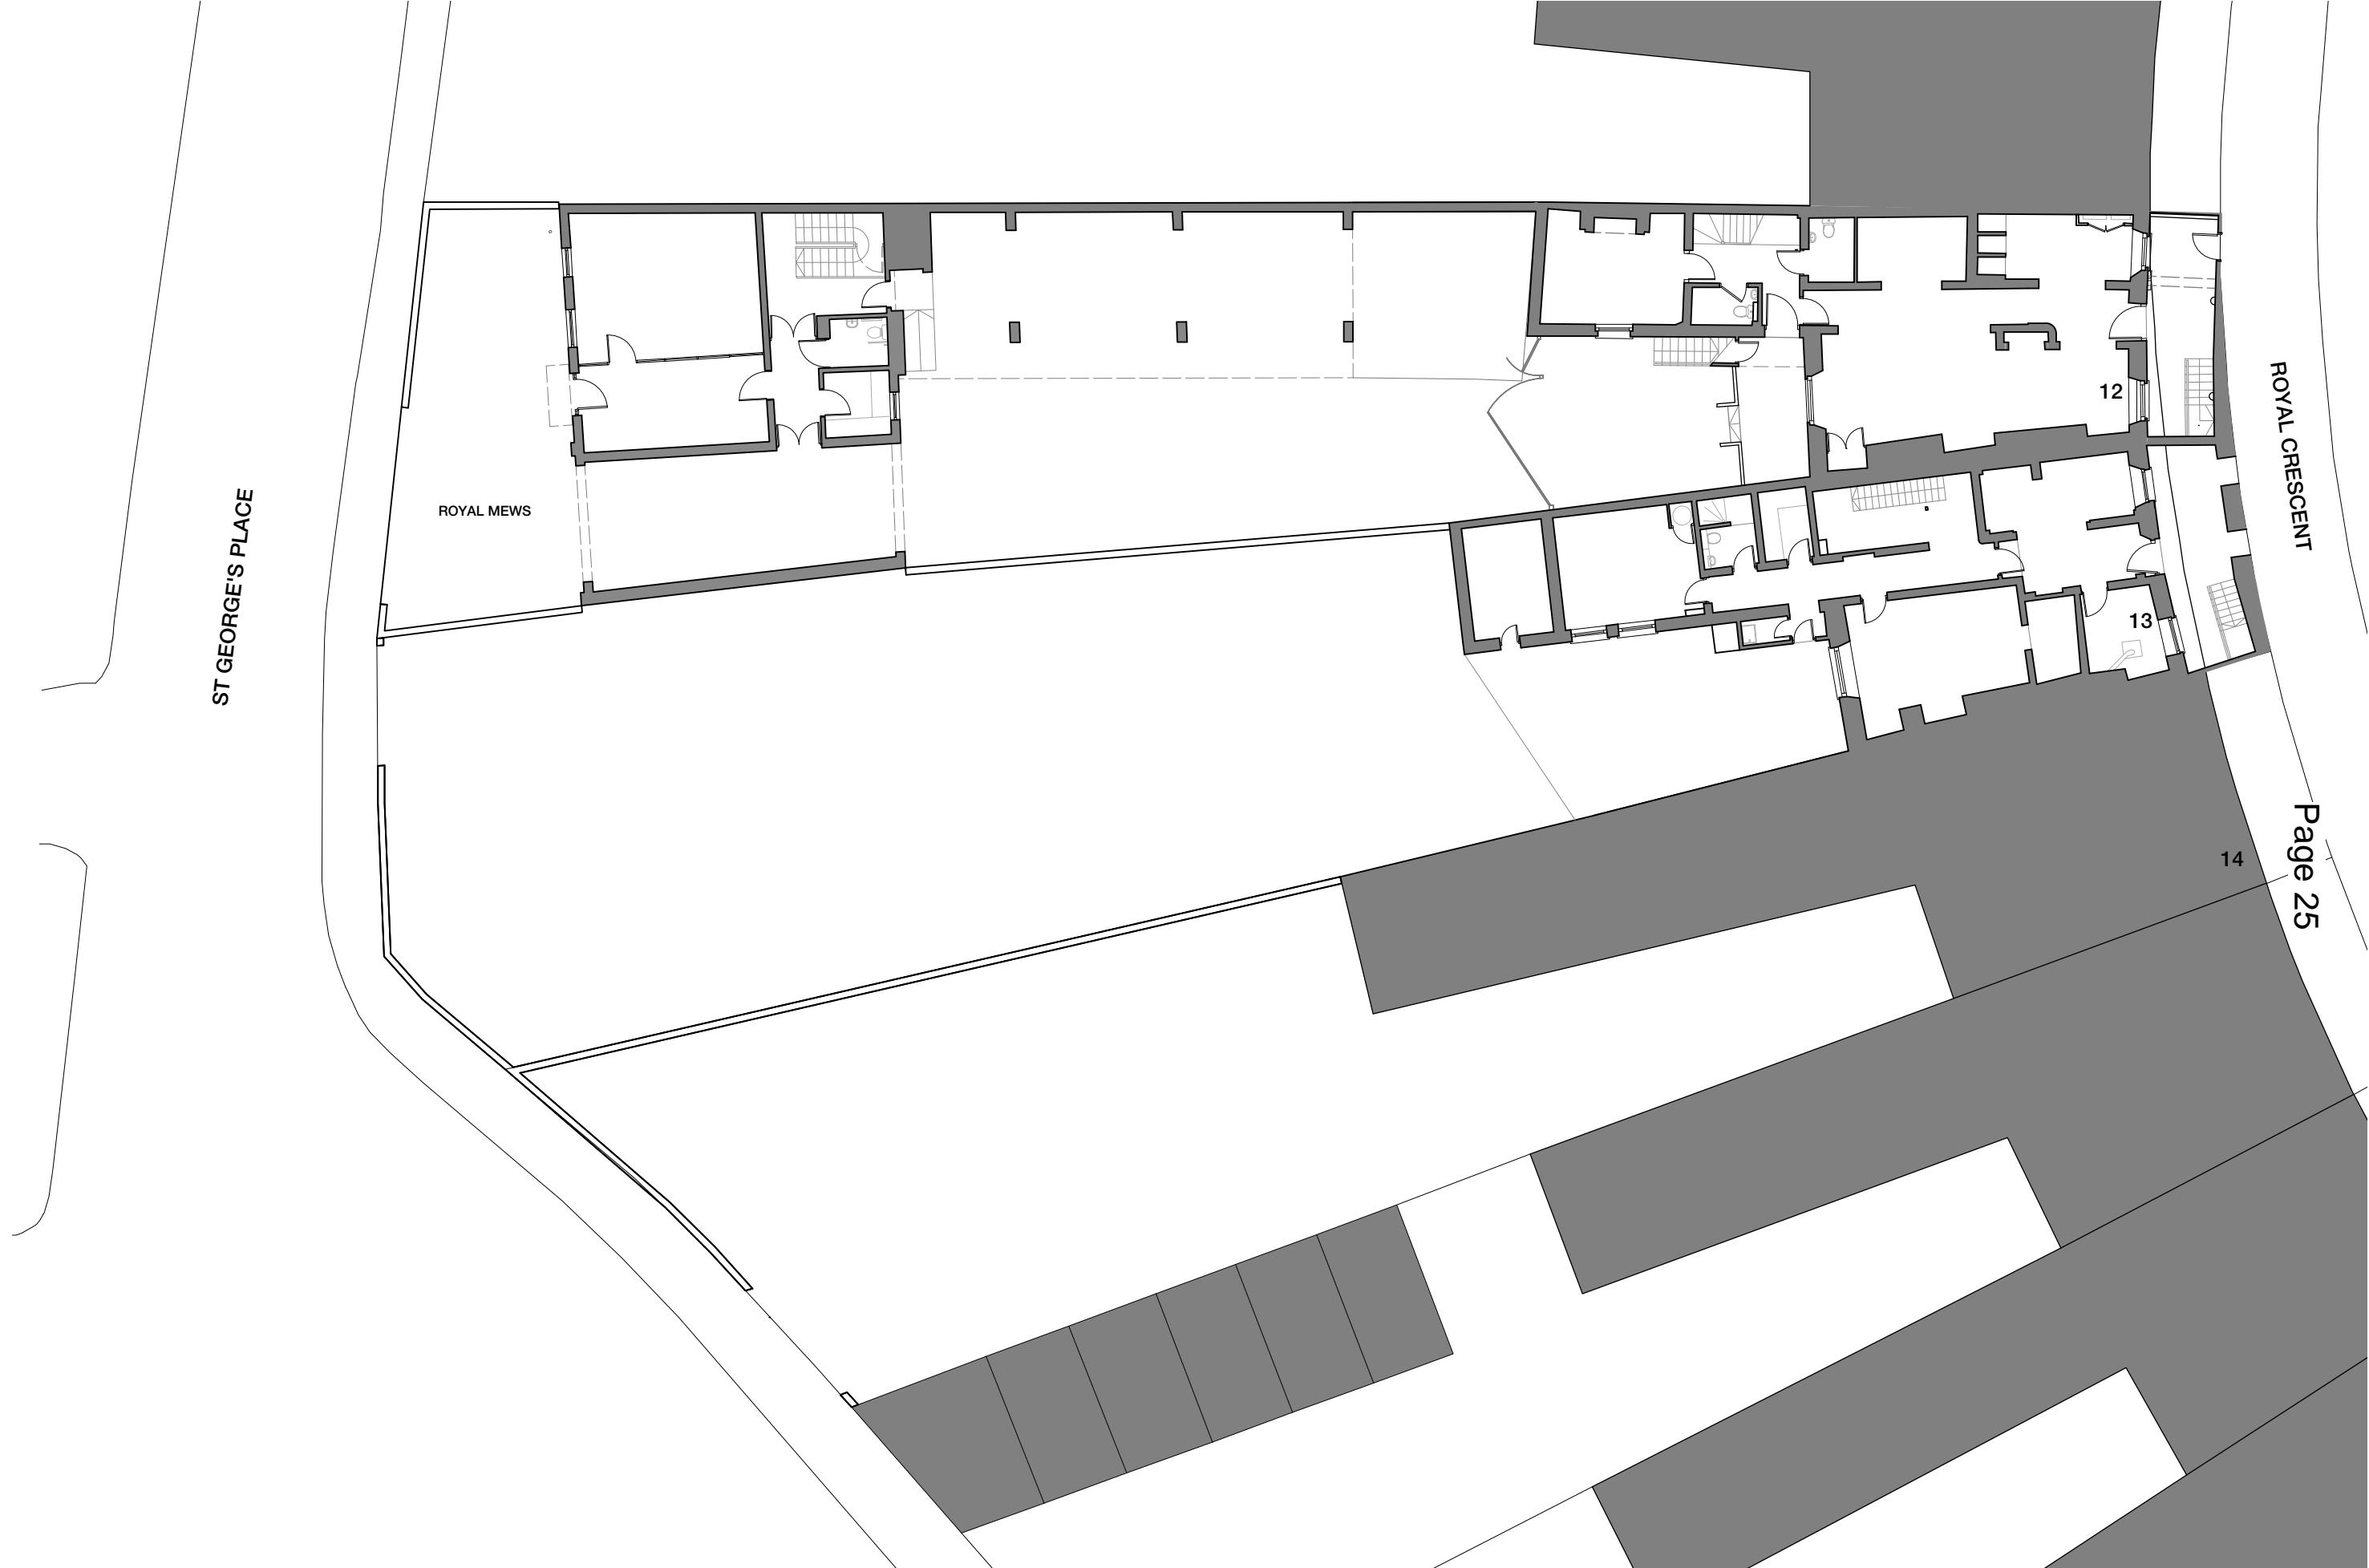 ST GEORGE'S PLACE
ROYAL MEWS
12
ROYAL CRESCENT
13
14
Page 25